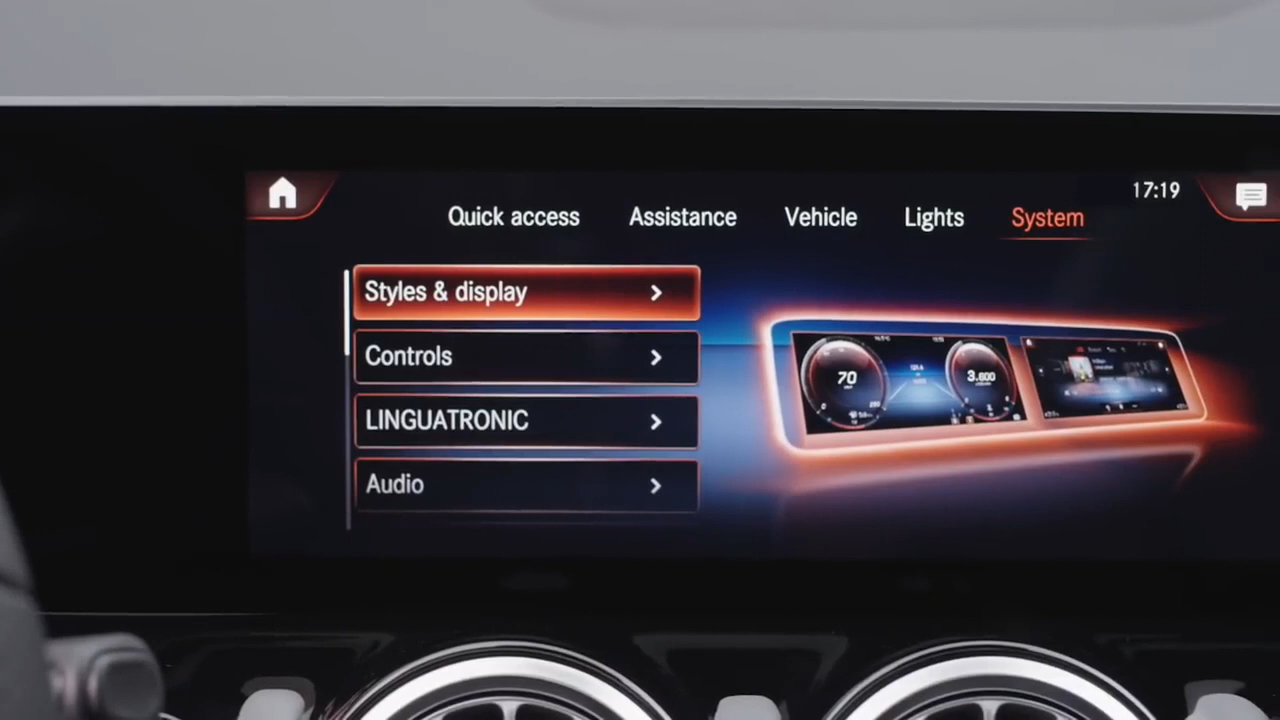 17:19
Quick access Assistance Vehicle Lights System
Styles & display
Controls
LINGUATRONIC
Audio
70
3.600